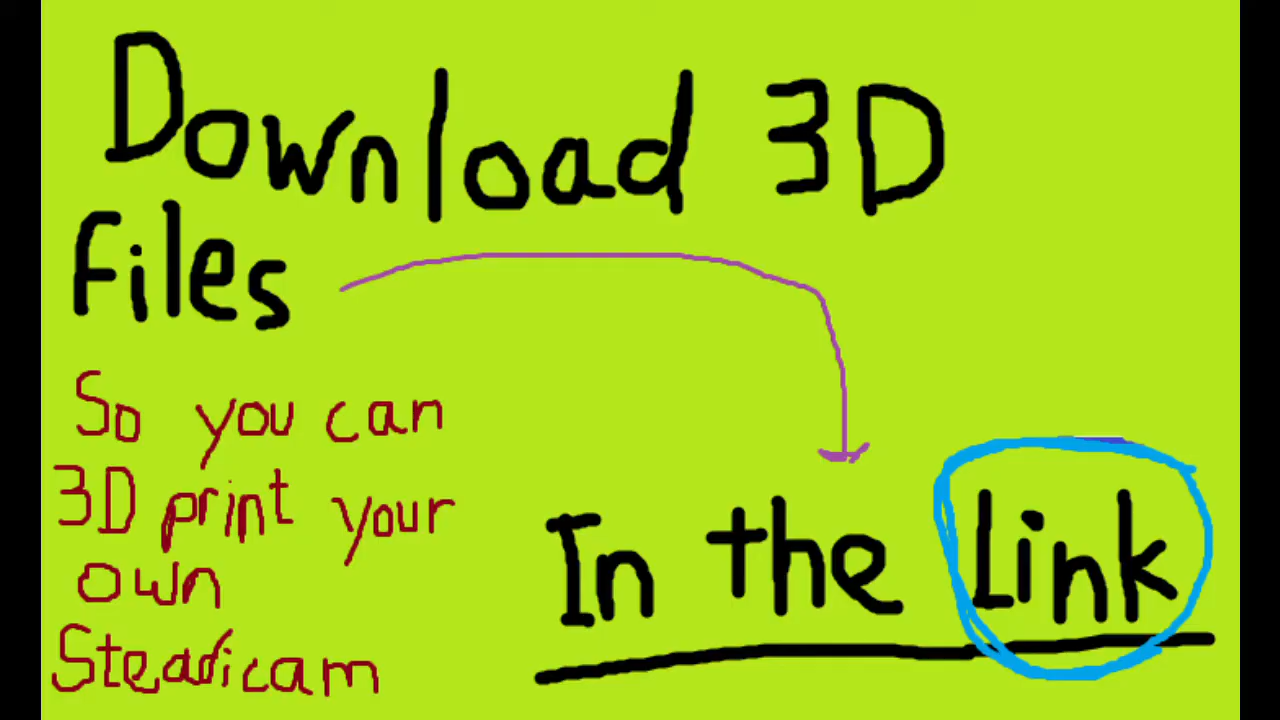 Download 3D
files
So you can
3D print your
own
Steadicam
In the Link